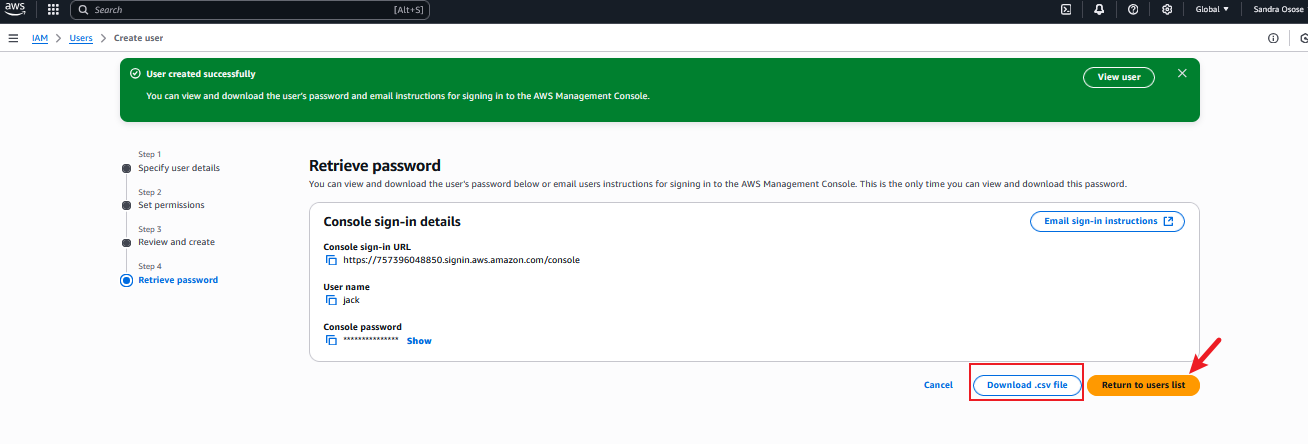 aws
Search
[Alt+S]
Global
Sandra Osose
IAM > Users > Create user
User created successfully
View user
You can view and download the user's password and email instructions for signing in to the AWS Management Console.
Step 1
Specify user details
Step 2
Set permissions
Step 3
Review and create
Step 4
Retrieve password
Retrieve password
You can view and download the user's password below or email users instructions for signing in to the AWS Management Console. This is the only time you can view and download this password.
Console sign-in details
Email sign-in instructions
Console sign-in URL
https://757396048850.signin.aws.amazon.com/console
User name
jack
Console password
*************** Show
Cancel
Download .csv file
Return to users list